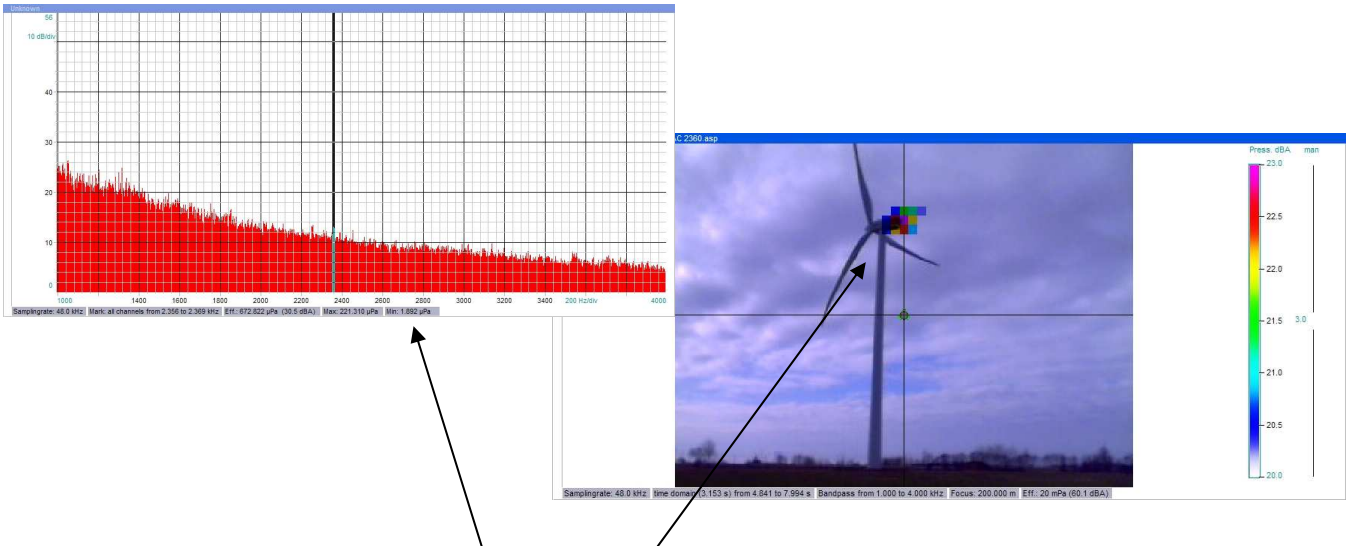 Unknown
56
10 dB/div
40
30
20
10
0
1000 1400 1600 1800 2000 2200 2400 2600 2800 3000 3200 3400 200 Hz/div 4000
Samplingrate: 48.0 kHz Mark: all channels from 2.356 to 2.369 kHz Eff.: 672.822 µPa (30.5 dBA) Max: 221.310 µPa Min: 1.892 µPa
C 2360.asp
Press. dBA man
23.0
22.5
22.0
21.5 3.0
21.0
20.5
20.0
Samplingrate: 48.0 kHz time domain (3.153 s) from 4.841 to 7.994 s Bandpass from 1.000 to 4.000 kHz Focus: 200.000 m Eff.: 20 mPa (60.1 dBA)